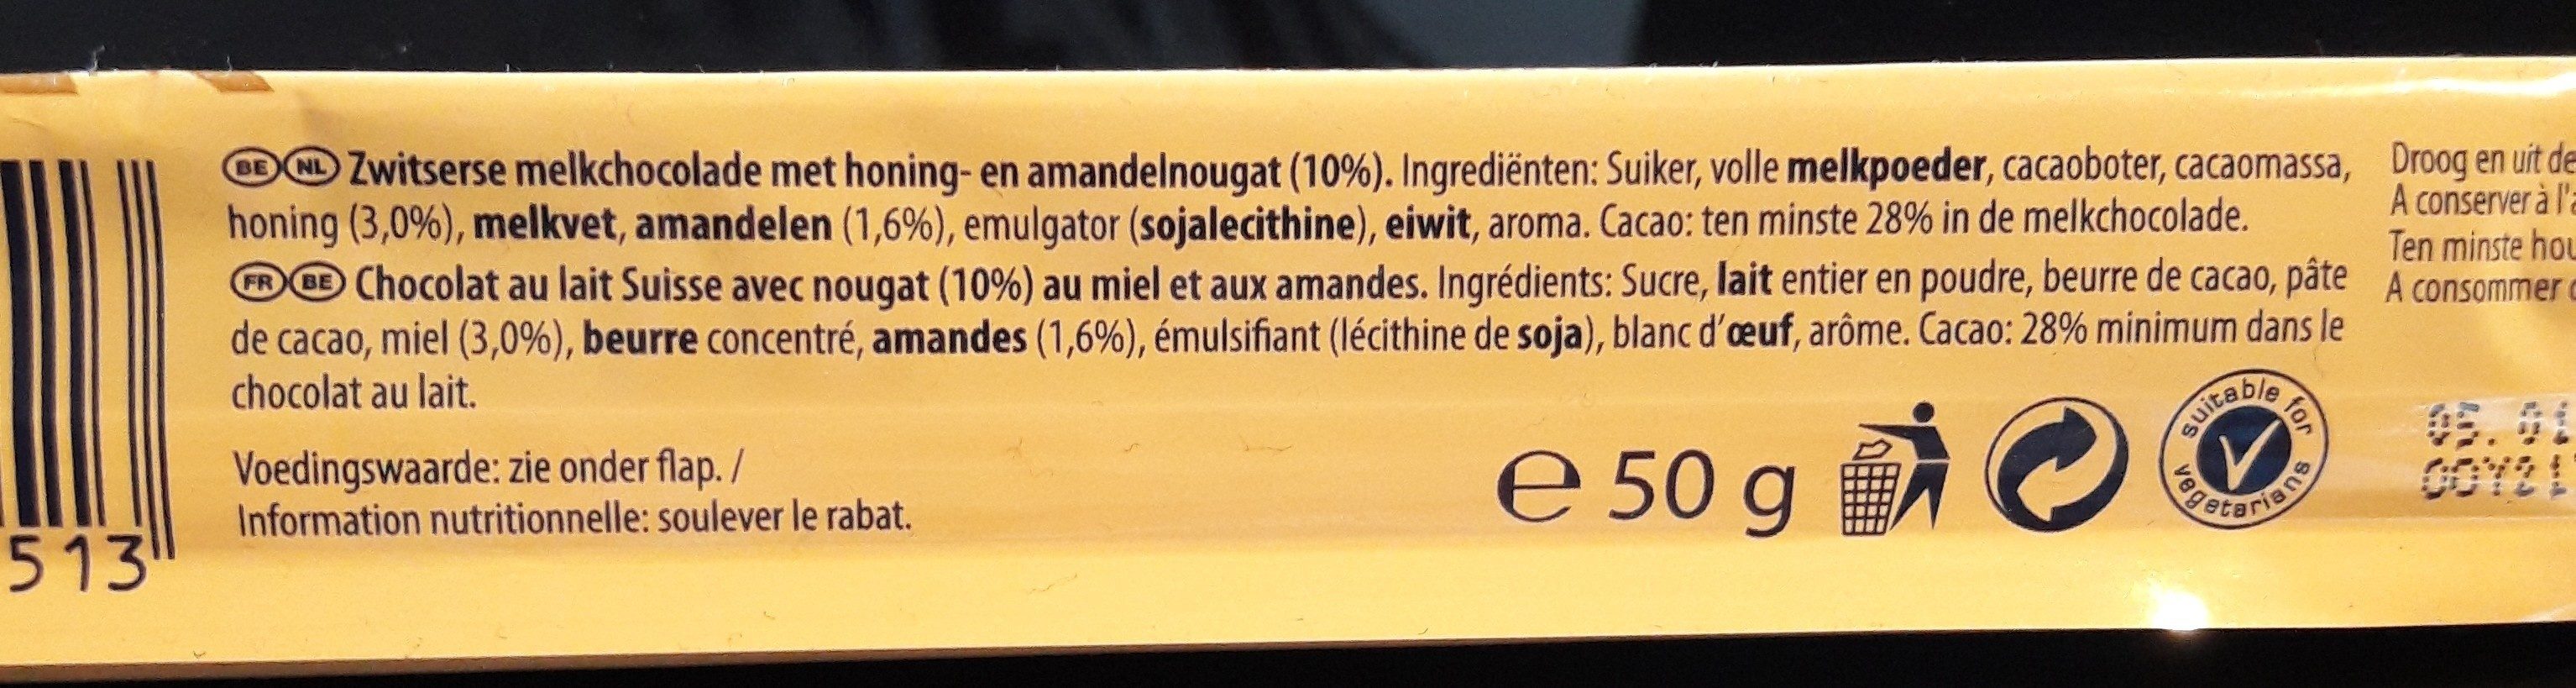 BE NL Zwitserse melkchocolade met honing- en amandelnougat (10%). Ingrediënten: Suiker, volle melkpoeder, cacaoboter, cacaomassa,
honing (3,0%), melkvet, amandelen (1,6%), emulgator (sojalecithine), eiwit, aroma. Cacao: ten minste 28% in de melkchocolade.
FR BE Chocolat au lait Suisse avec nougat (10%) au miel et aux amandes. Ingrédients: Sucre, lait entier en poudre, beurre de cacao, pâte
de cacao, miel (3,0%), beurre concentré, amandes (1,6%), émulsifiant (lécithine de soja), blanc d'œuf, arôme. Cacao: 28% minimum dans le
chocolat au lait.
Voedingswaarde: zie onder flap. /
Information nutritionnelle: soulever le rabat.
513
e 50 g
suitable for
vegetarians
Droog en uit de
A conserver à
Ten minste
A consommer
05.